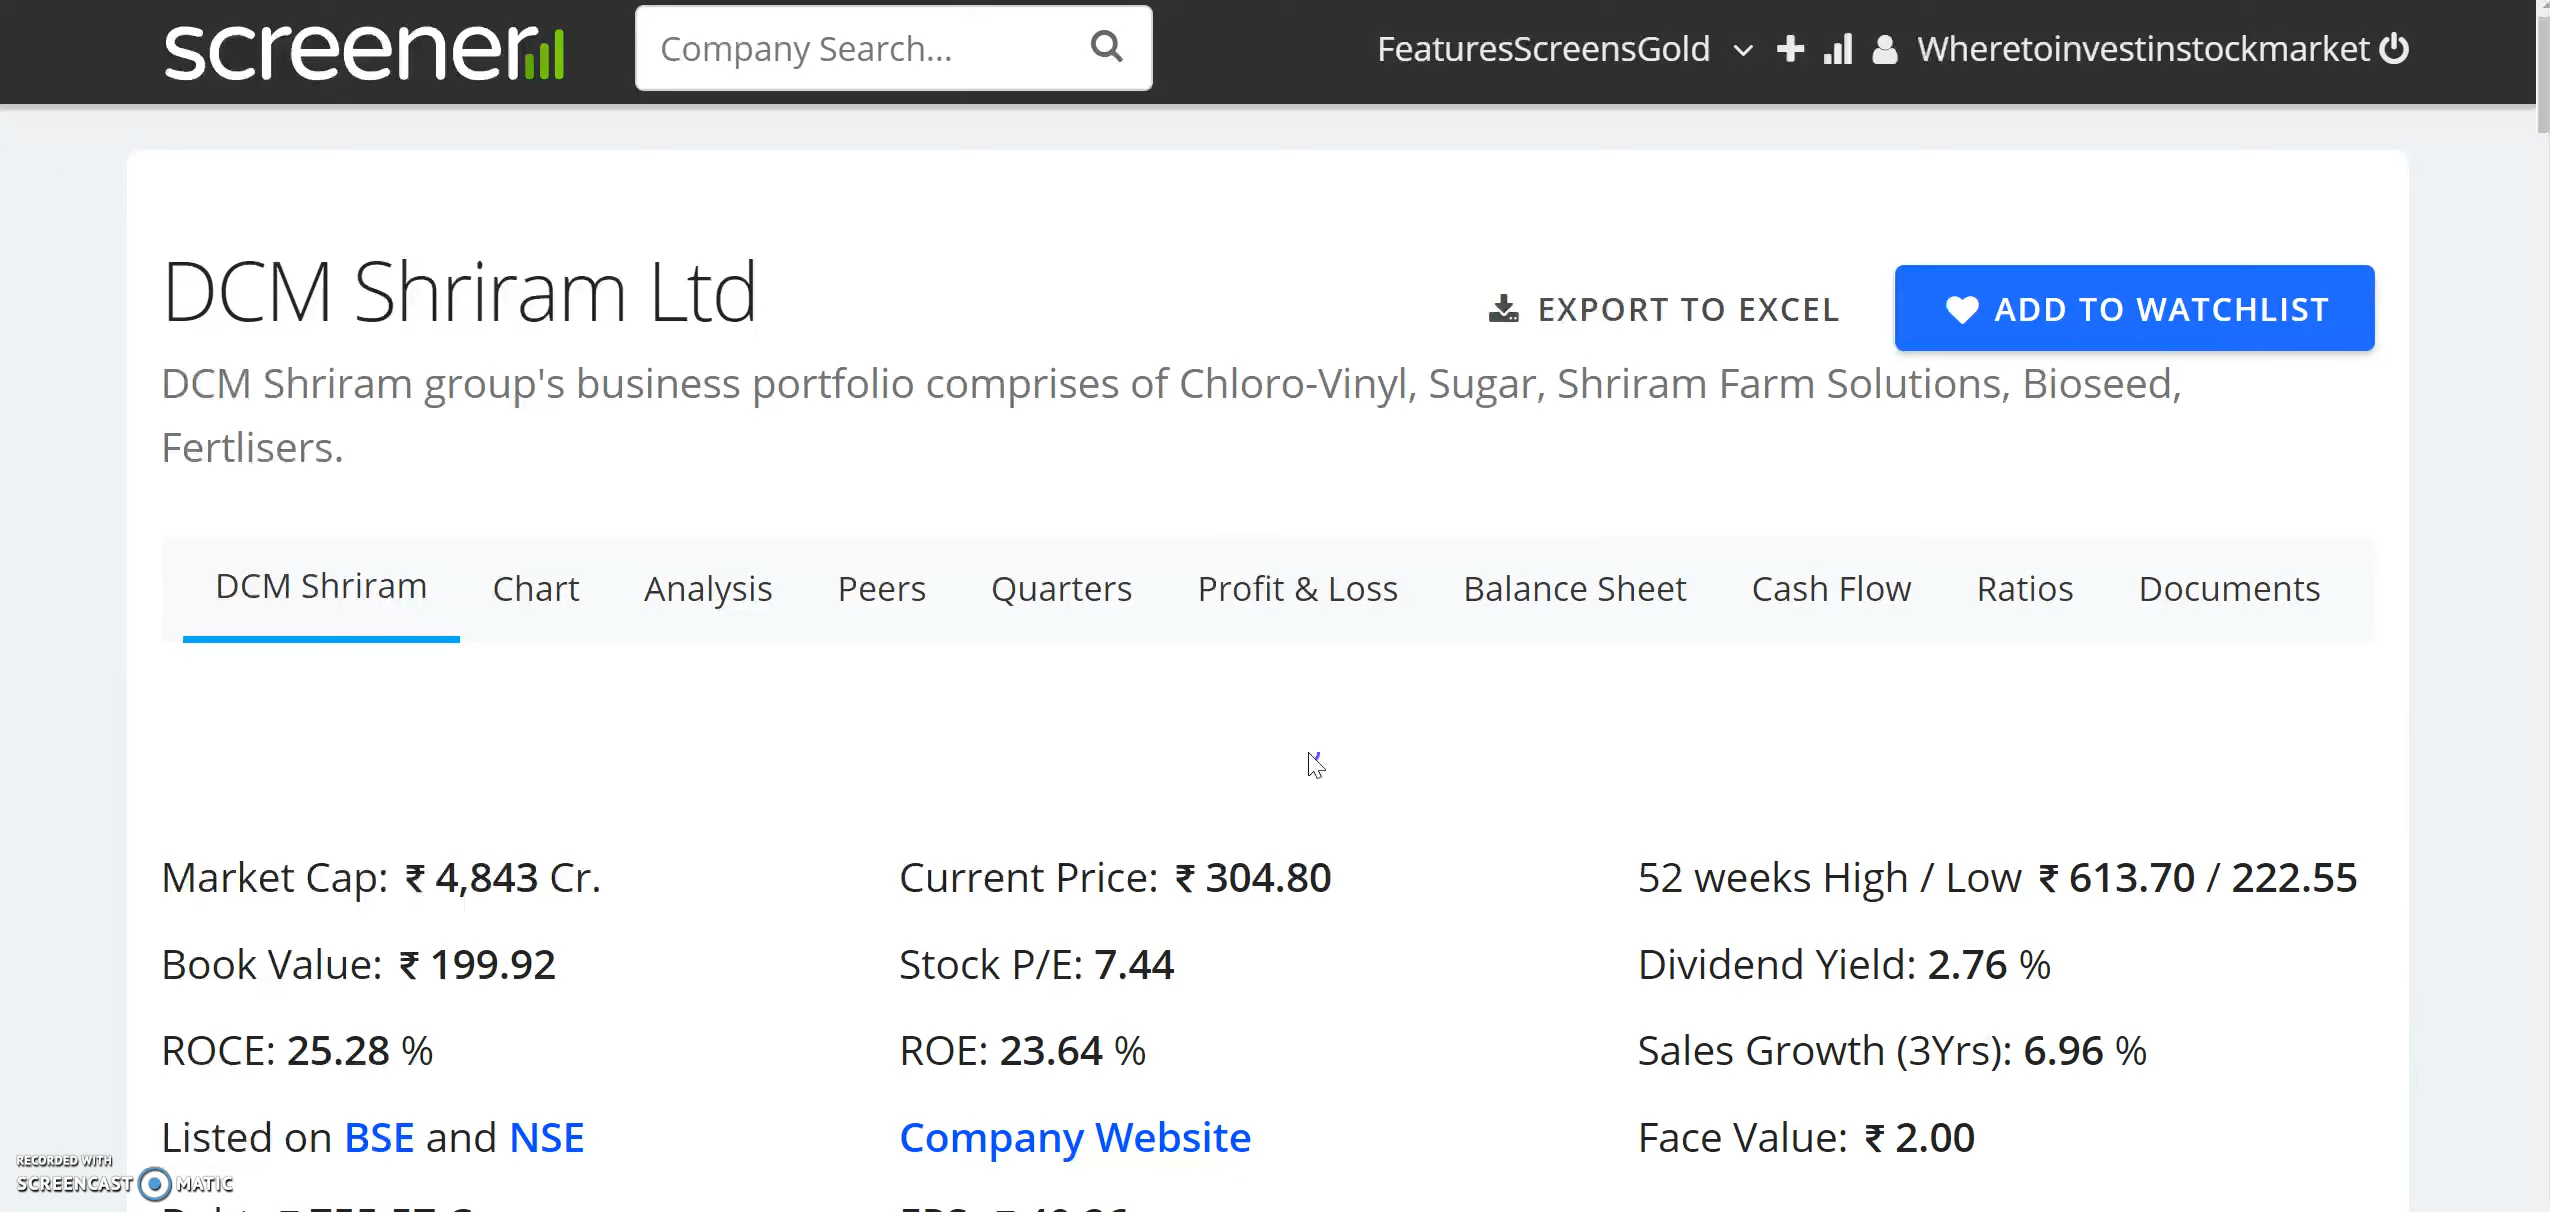 screener
Company Search...
FeaturesScreensGold
Wheretoinvestinstockmarket
DCM Shriram Ltd
EXPORT TO EXCEL
ADD TO WATCHLIST
DCM Shriram group's business portfolio comprises of Chloro-Vinyl, Sugar, Shriram Farm Solutions, Bioseed,
Fertlisers.
DCM Shriram
Chart
Analysis
Peers
Quarters
Profit & Loss
Balance Sheet
Cash Flow
Ratios
Documents
Market Cap: ₹ 4,843 Cr.
Current Price: ₹ 304.80
52 weeks High / Low ₹ 613.70 / 222.55
Book Value: ₹ 199.92
Stock P/E: 7.44
Dividend Yield: 2.76 %
ROCE: 25.28 %
ROE: 23.64 %
Sales Growth (3Yrs): 6.96 %
Listed on BSE and NSE
Company Website
Face Value: ₹ 2.00
RECORDED WITH
SCREENCAST MATIC